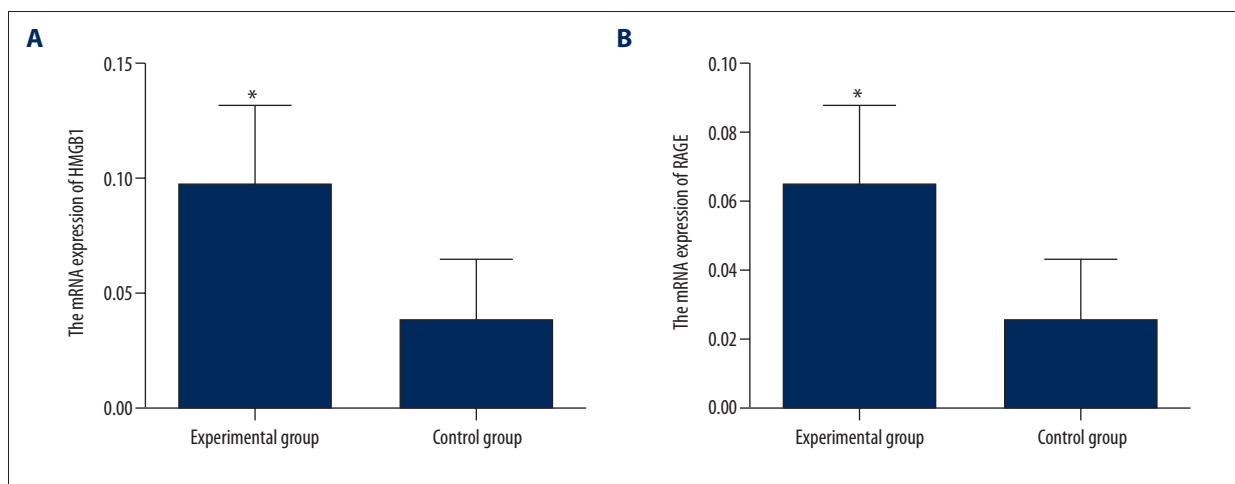 A
The mRNA expression of HMGB1
0.15
0.10
0.05
0.00
*
Experimental group
Control group
B
The mRNA expression of RAGE
0.10
0.08
0.06
0.04
0.02
0.00
*
Experimental group
Control group